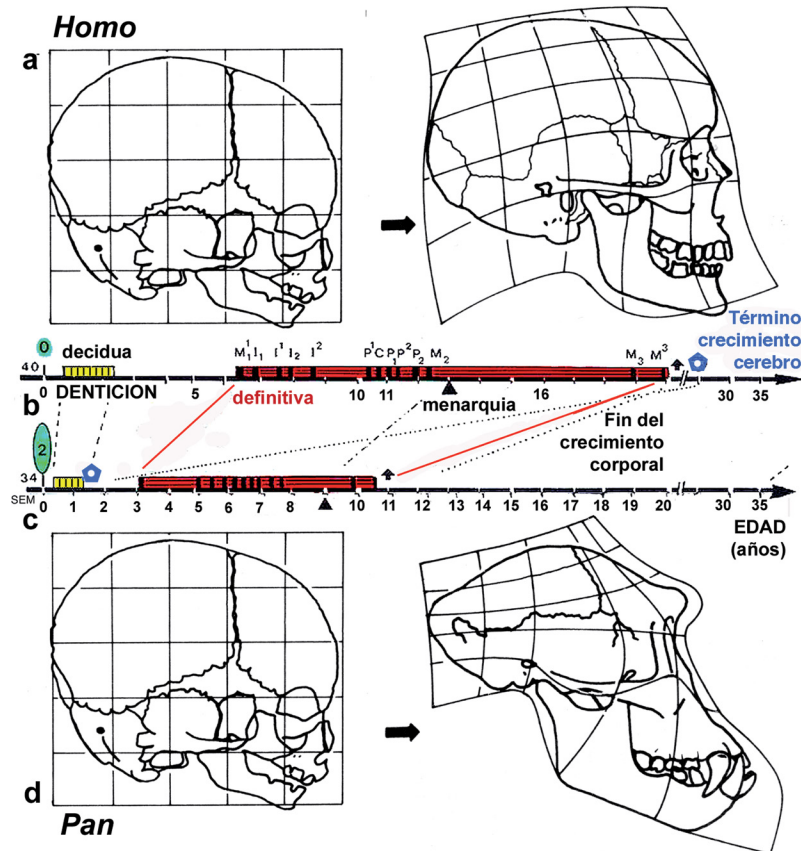 Homo
a
0
decidua
M¹ I₁ I¹ I₂ I² P¹ C P₁ P² P₂ M₂ M₃ M³
Término
crecimiento
cerebro
40
0 DENTICION 5 10 11 16 30 35
definitiva
menarquia
b
Fin del
crecimiento
corporal
2
34
SEM
0 1 2 3 5 6 7 8 10 11 12 13 14 15 16 17 18 19 20 30 35
c
EDAD
(años)
d
Pan